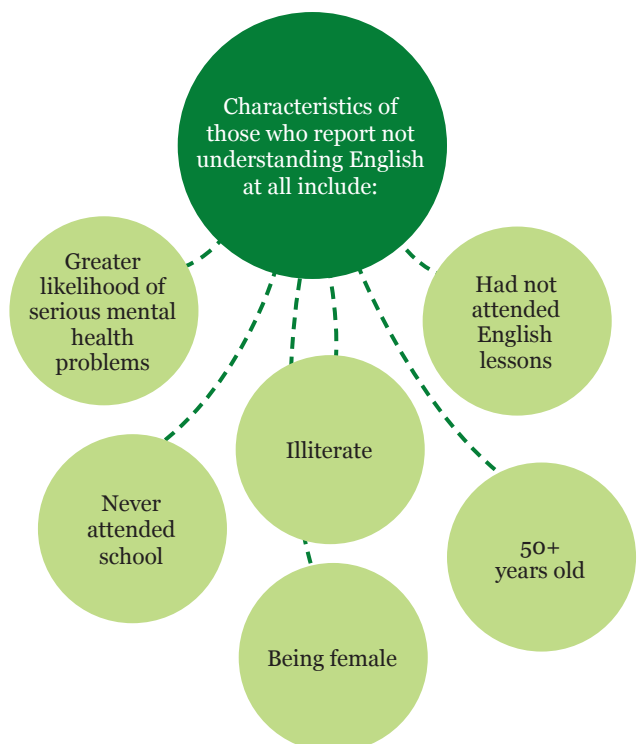 Characteristics of
those who report not
understanding English
at all include:
Greater
likelihood of
serious mental
health
problems
Had not
attended
English
lessons
Illiterate
Never
attended
school
50+
years old
Being female